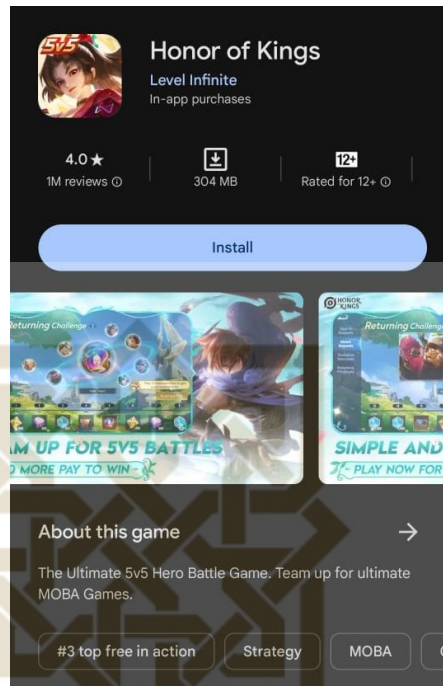 5v5
Honor of Kings
Level Infinite
In-app purchases
4.0★
1M reviews
304 MB
12+
Rated for 12+
Install
Returning Challenge
HONOR
KINGS
Returning Challenge
AM UP FOR 5V5 BATTLES
O MORE PAY TO WIN -
SIMPLE AND
- PLAY NOW FOR
About this game
The Ultimate 5v5 Hero Battle Game. Team up for ultimate
MOBA Games.
#3 top free in action
Strategy
MOBA